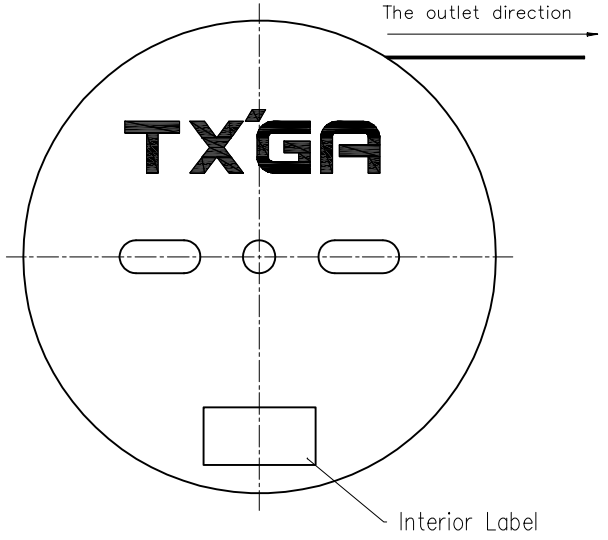 The outlet direction
TX'GA
Interior Label